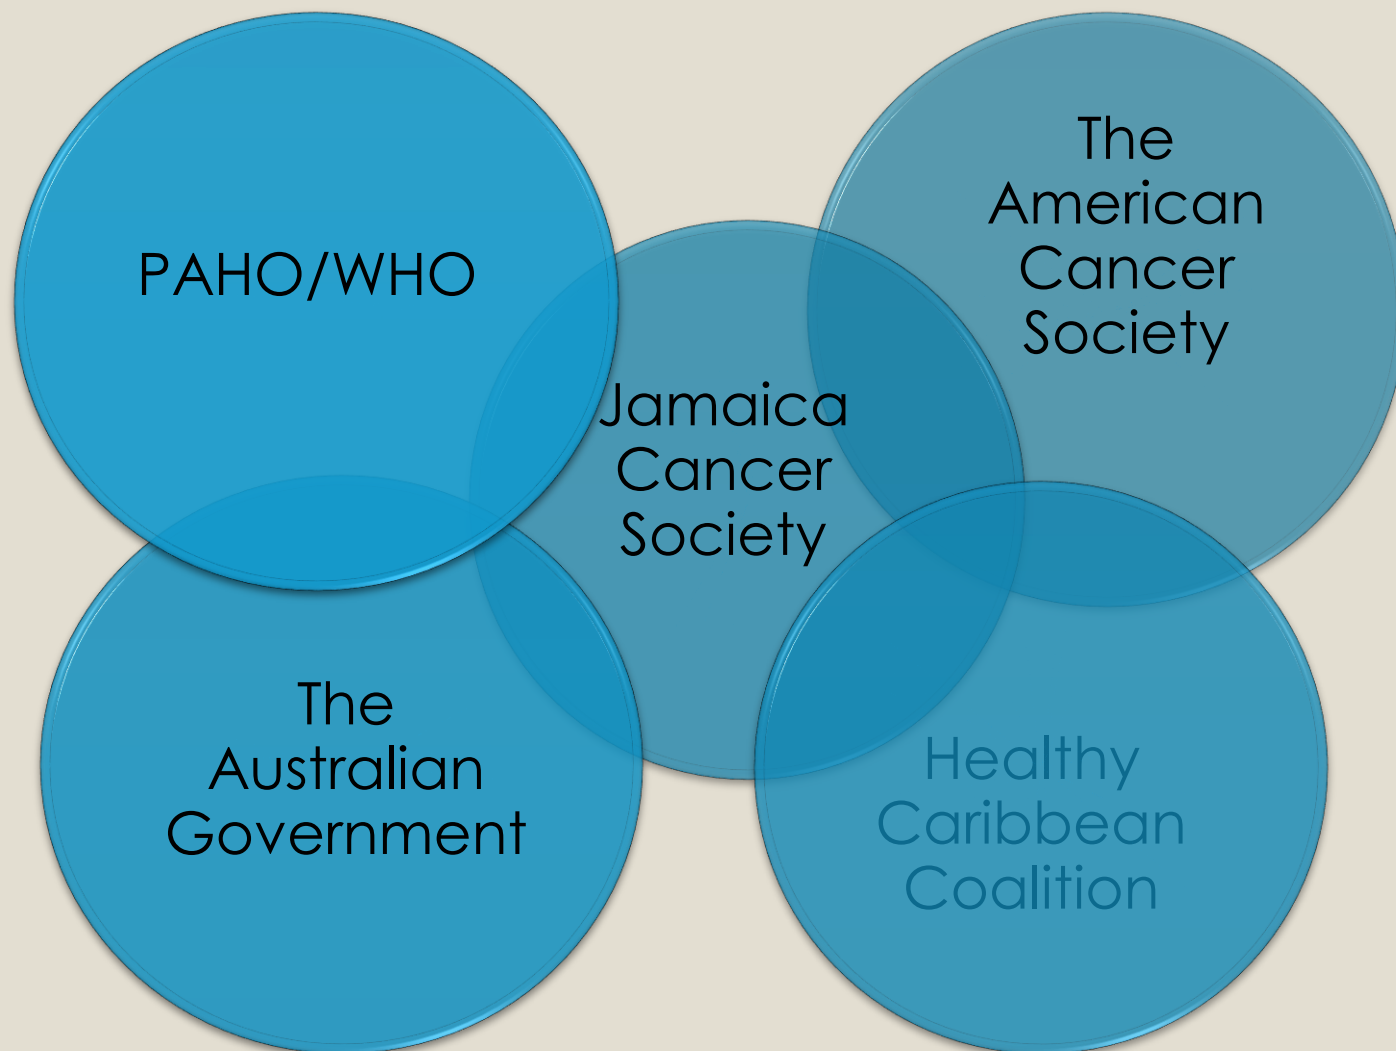 PAHO/WHO
The
American
Cancer
Society
Jamaica
Cancer
Society
The
Australian
Government
Healthy
Caribbean
Coalition